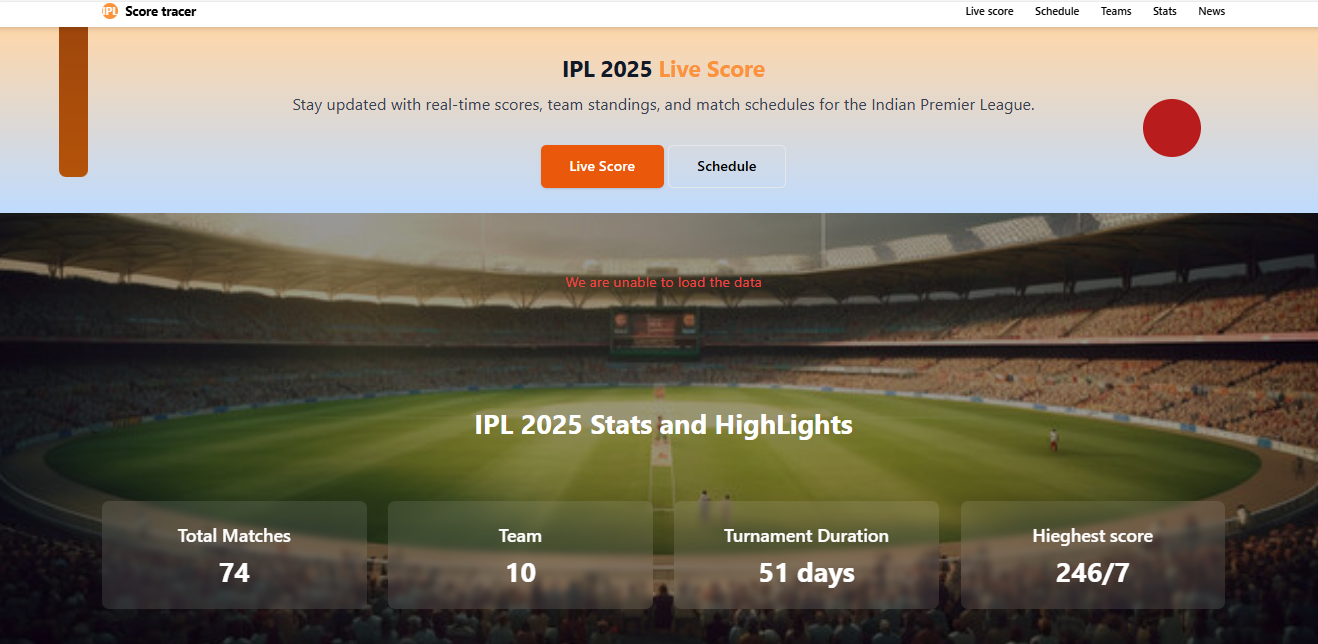 IPL Score tracer
Live score Schedule Teams Stats News
IPL 2025 Live Score
Stay updated with real-time scores, team standings, and match schedules for the Indian Premier League.
Live Score Schedule
We are unable to load the data
IPL 2025 Stats and HighLights
Total Matches Team Turnament Duration Hieghest score
74 10 51 days 246/7